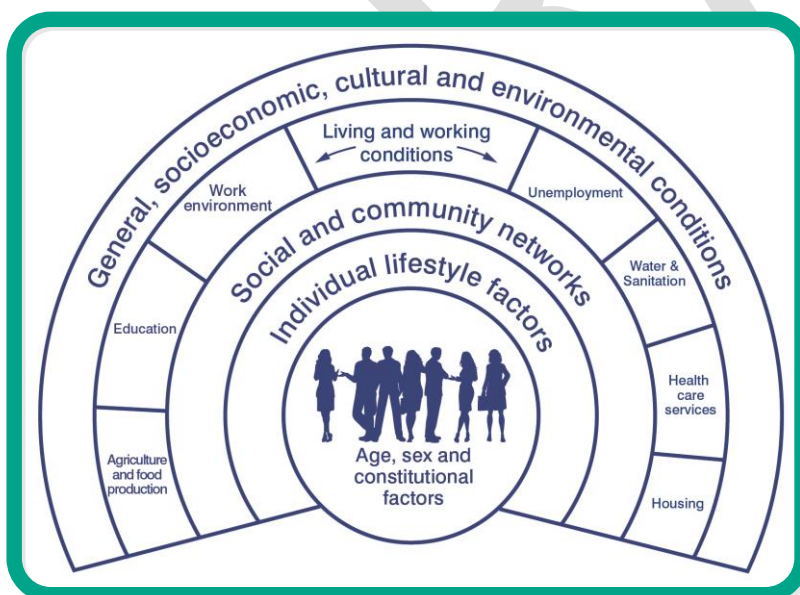 General, socioeconomic, cultural and environmental conditions
Living and working
conditions
Work
environment
Unemployment
Education
Water &
Sanitation
Agriculture
and food
production
Health
care
services
Housing
Social and community networks
Individual lifestyle factors
Age, sex and
constitutional
factors